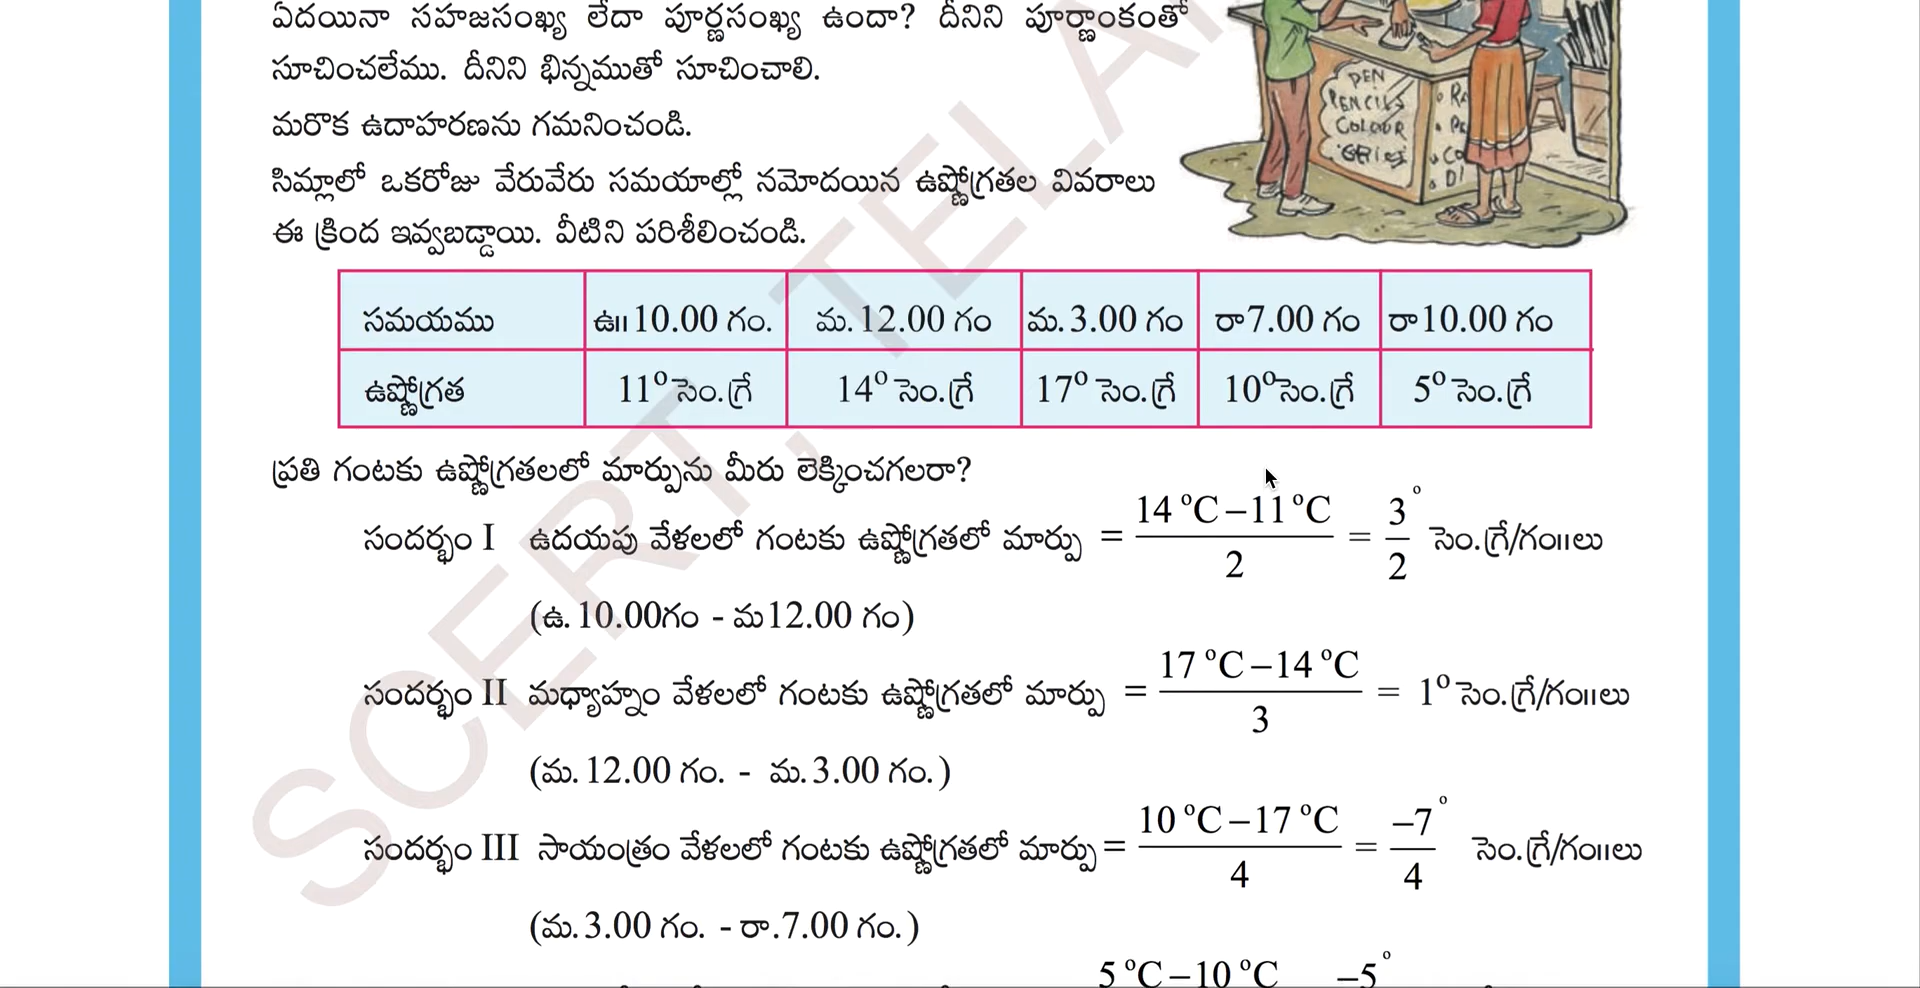 ఏదయినా సహజసంఖ్య లేదా పూర్ణసంఖ్య ఉందా? దీనిని పూర్ణాంకంతో
సూచించలేము. దీనిని భిన్నముతో సూచించాలి.
మరొక ఉదాహరణను గమనించండి.
సిమ్లాలో ఒకరోజు వేరువేరు సమయాల్లో నమోదయిన ఉష్ణోగ్రతల వివరాలు
ఈ క్రింద ఇవ్వబడ్డాయి. వీటిని పరిశీలించండి.
PEN
PENCILS
COLOUR
సమయము ఉ॥10.00 గం. మ.12.00 గం మ.3.00 గం రా7.00 గం రా10.00 గం
ఉష్ణోగ్రత 11° సెం.గ్రే 14° సెం.గ్రే 17° సెం.గ్రే 10°సెం.గ్రే 5° సెం.గ్రే
ప్రతి గంటకు ఉష్ణోగ్రతలలో మార్పును మీరు లెక్కించగలరా?
సందర్భం I ఉదయపు వేళలలో గంటకు ఉష్ణోగ్రతలో మార్పు = (14 °C – 11 °C)/2 = 3/2° సెం.గ్రే/గం॥లు
(ఉ.10.00గం - మ12.00 గం)
సందర్భం II మధ్యాహ్నం వేళలలో గంటకు ఉష్ణోగ్రతలో మార్పు = (17 °C – 14 °C)/3 = 1° సెం.గ్రే/గం॥లు
(మ.12.00 గం. - మ.3.00 గం.)
సందర్భం III సాయంత్రం వేళలలో గంటకు ఉష్ణోగ్రతలో మార్పు = (10 °C – 17 °C)/4 = –7/4° సెం.గ్రే/గం॥లు
(మ.3.00 గం. - రా.7.00 గం.)
5 °C – 10 °C –5°
SCERT, TELA